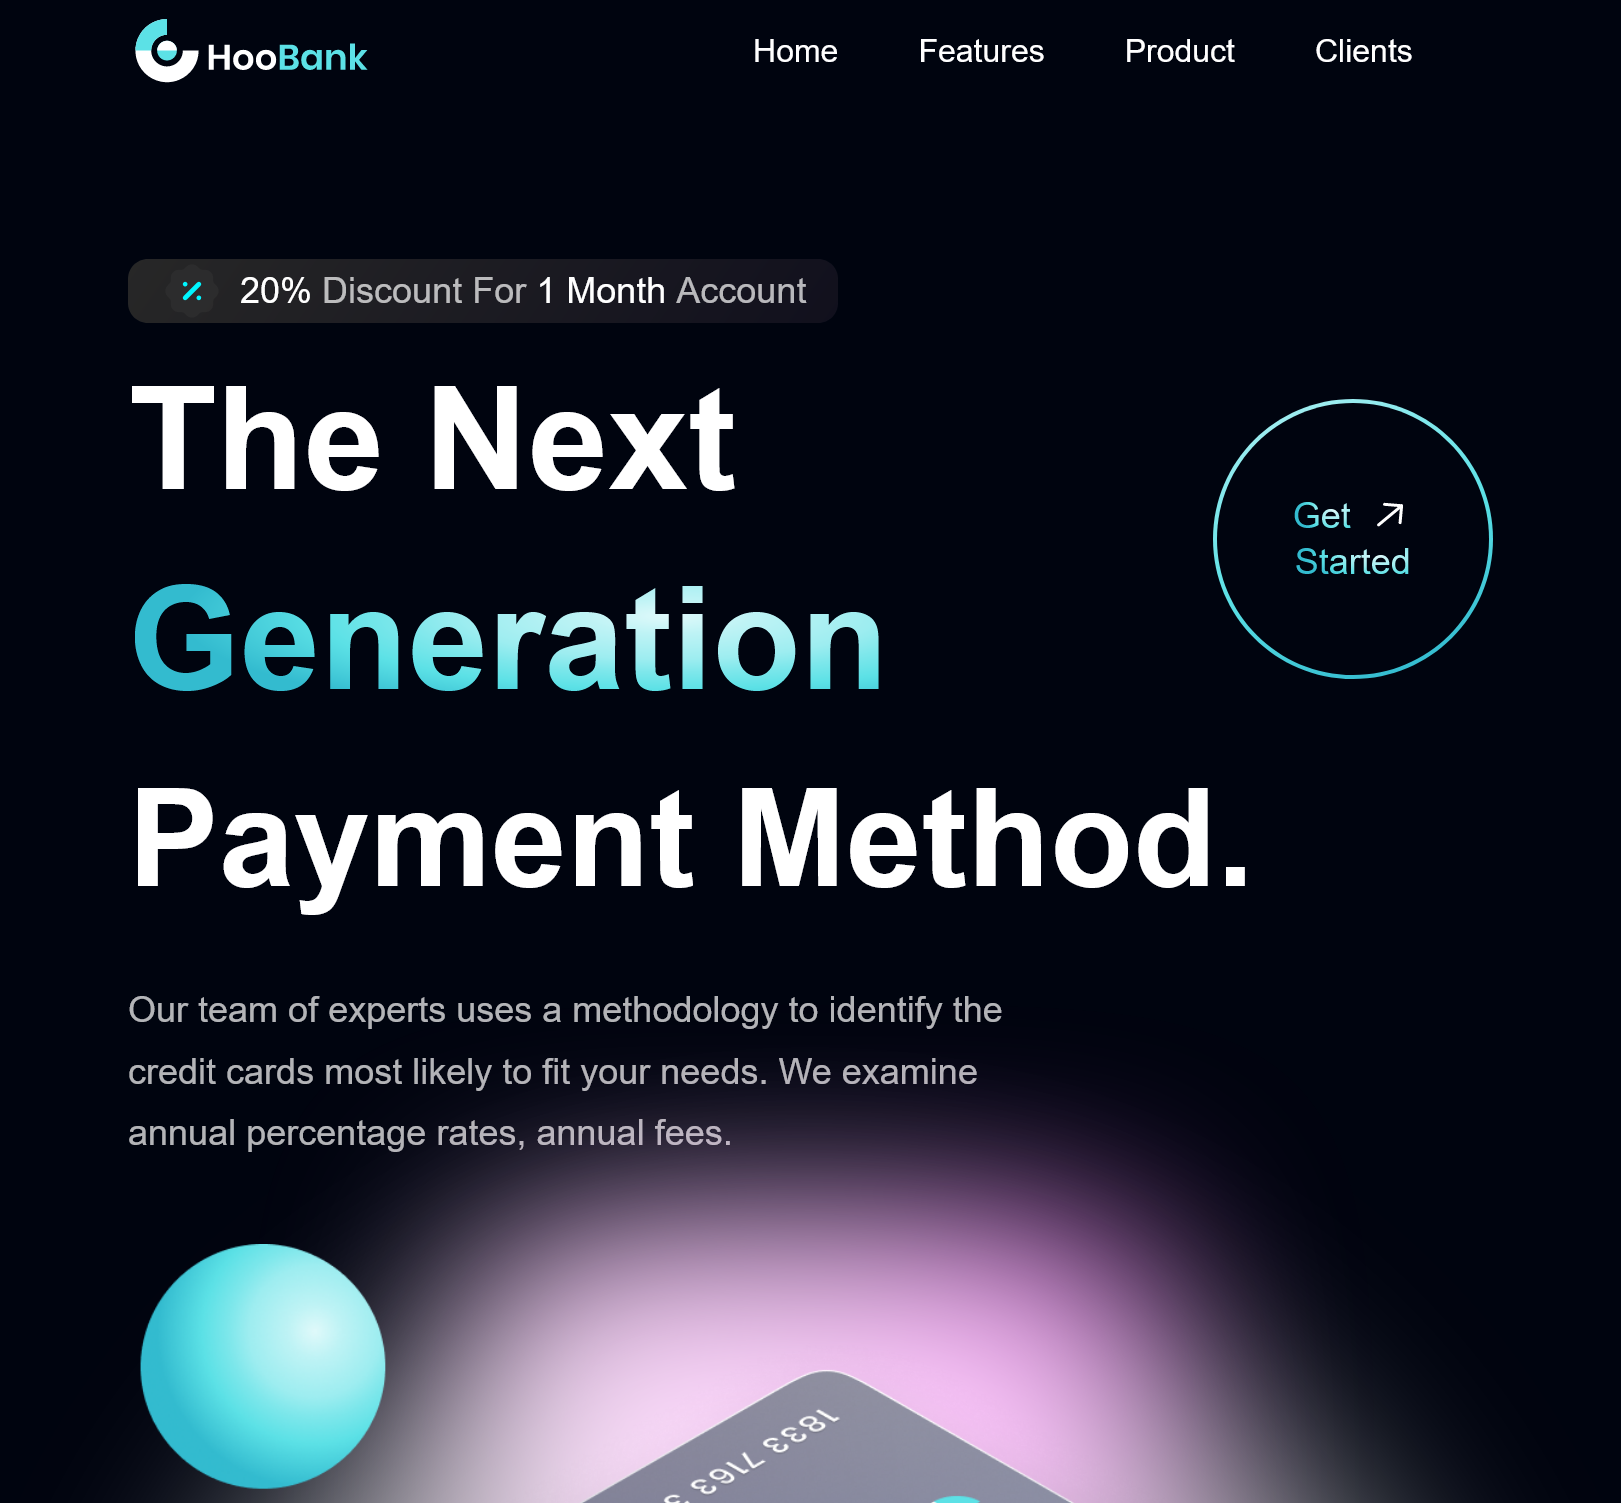 HooBank
Home Features Product Clients
20% Discount For 1 Month Account
The Next
Generation
Payment Method.
Get
Started
Our team of experts uses a methodology to identify the
credit cards most likely to fit your needs. We examine
annual percentage rates, annual fees.
1833 7163 3